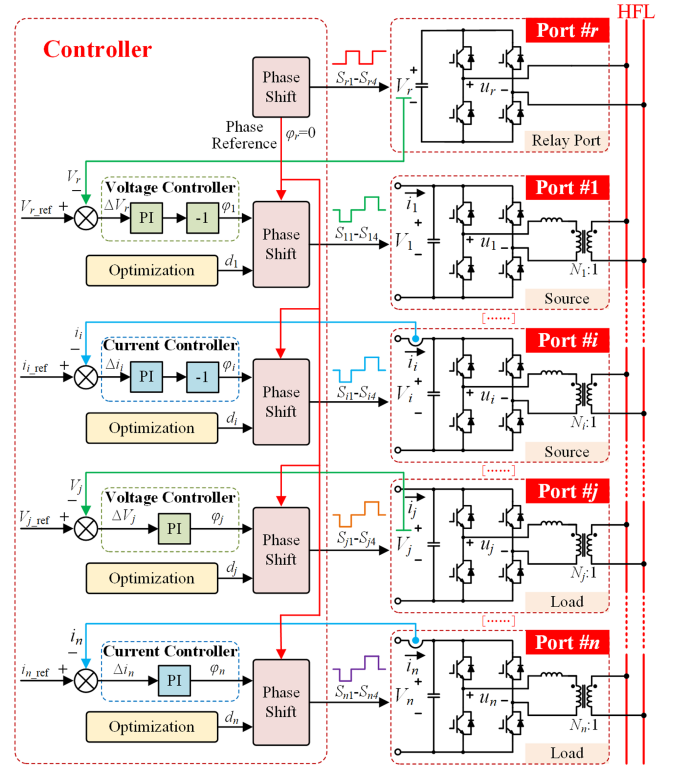 HFL
Controller
Port #r
Phase Shift
S_r1-S_r4
V_r
+
−
+ u_r −
Relay Port
Phase Reference
φ_r=0
V_r
−
Voltage Controller
V_r_ref +
ΔV_r
PI
-1
φ_1
Phase Shift
Optimization
d_1
S_11-S_14
Port #1
i_1
V_1
+
−
+ u_1 −
N_1:1
Source
[······]
i_i
−
Current Controller
i_i_ref +
Δi_i
PI
-1
φ_i
Phase Shift
Optimization
d_i
S_i1-S_i4
Port #i
i_i
V_i
+
−
+ u_i −
N_i:1
Source
[······]
V_j
−
Voltage Controller
V_j_ref +
ΔV_j
PI
φ_j
Phase Shift
Optimization
d_j
S_j1-S_j4
Port #j
i_j
V_j
+
−
+ u_j −
N_j:1
Load
[······]
i_n
−
Current Controller
i_n_ref +
Δi_n
PI
φ_n
Phase Shift
Optimization
d_n
S_n1-S_n4
Port #n
i_n
V_n
+
−
+ u_n −
N_n:1
Load